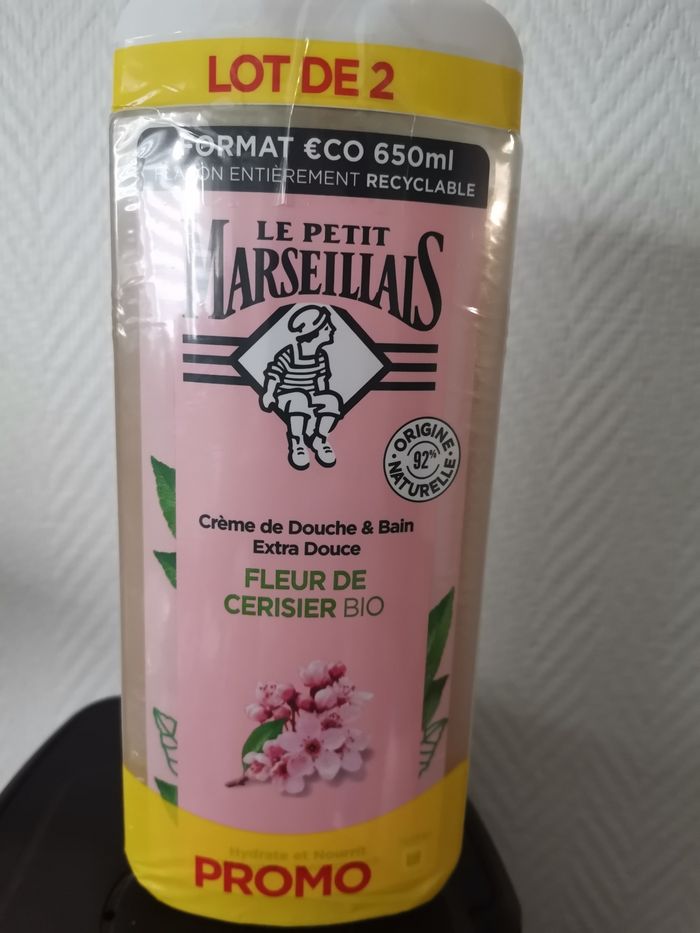 LOT DE 2
FORMAT €CO 650ml
FLACON ENTIÈREMENT RECYCLABLE
LE PETIT
MARSEILLAIS
ORIGINE
92%
NATURELLE
Crème de Douche & Bain
Extra Douce
FLEUR DE
CERISIER BIO
Hydrate et Nourrit
PROMO